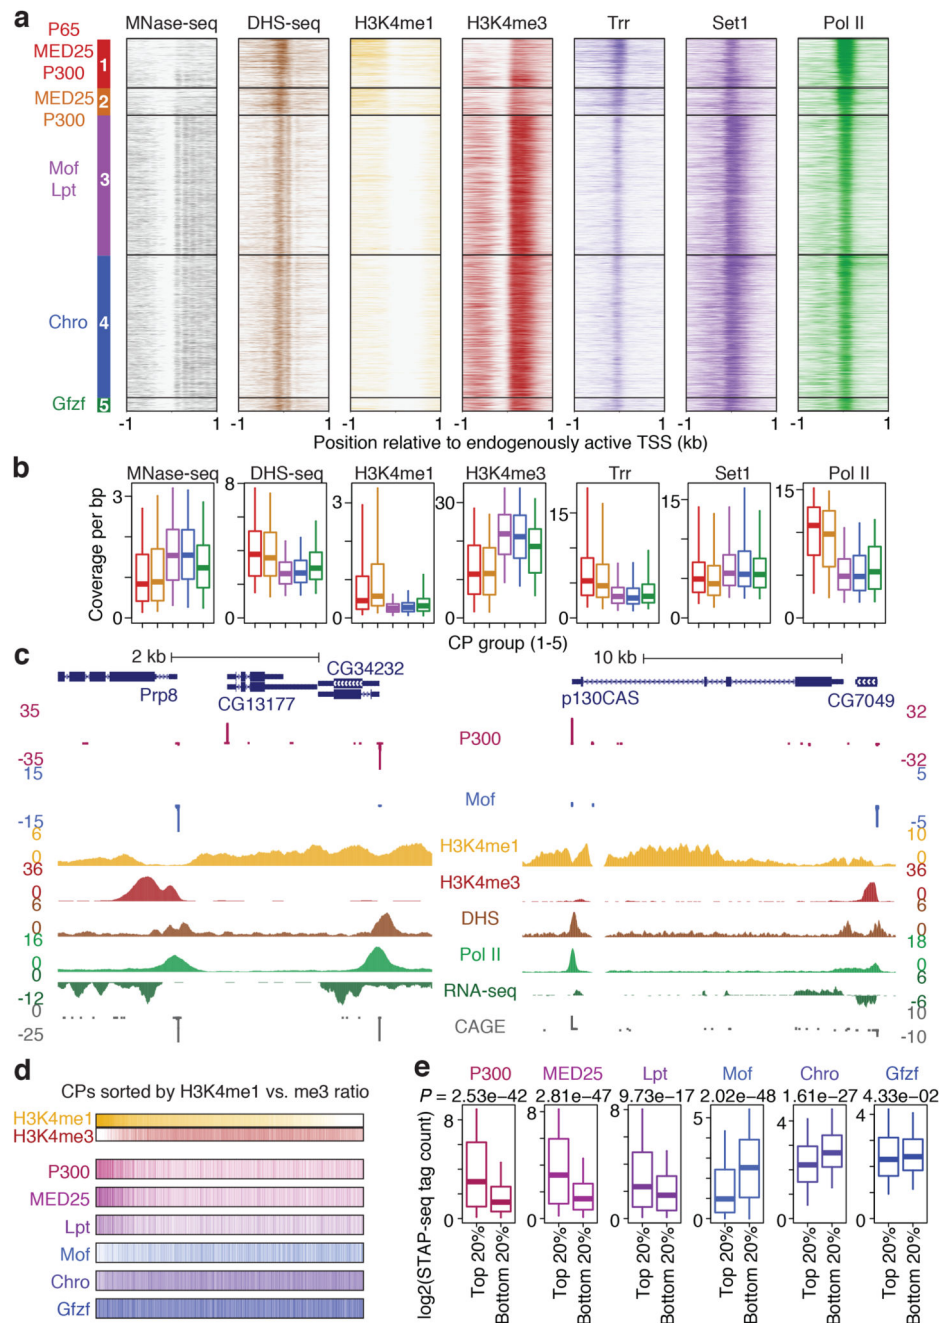 a
MNase-seq DHS-seq H3K4me1 H3K4me3 Trr Set1 Pol II
P65
MED25
P300
1
MED25
P300
2
Mof
Lpt
3
Chro
4
Gfzf
5
-1 1 -1 1 -1 1 -1 1 -1 1 -1 1 -1 1
Position relative to endogenously active TSS (kb)
b
MNase-seq DHS-seq H3K4me1 H3K4me3 Trr Set1 Pol II
Coverage per bp
3 8 3 30 15 15 15
0 0 0 0 0 0 0
CP group (1-5)
c
2 kb 10 kb
CG34232
Prp8 CG13177 p130CAS CG7049
35 P300 32
-35 -32
15 Mof 5
-15 -5
6 H3K4me1 10
0 0
36 H3K4me3 36
0 0
6 DHS 6
0 0
16 Pol II 18
0 0
0 RNA-seq 6
-12 -6
0 CAGE 10
-25 -10
d
CPs sorted by H3K4me1 vs. me3 ratio
H3K4me1
H3K4me3
P300
MED25
Lpt
Mof
Chro
Gfzf
e
P300 MED25 Lpt Mof Chro Gfzf
P = 2.53e−42 2.81e−47 9.73e−17 2.02e−48 1.61e−27 4.33e−02
log2(STAP-seq tag count)
8 8 8 5 4 4
0 0 0 0 0 0
Top 20% Bottom 20% Top 20% Bottom 20% Top 20% Bottom 20% Top 20% Bottom 20% Top 20% Bottom 20% Top 20% Bottom 20%